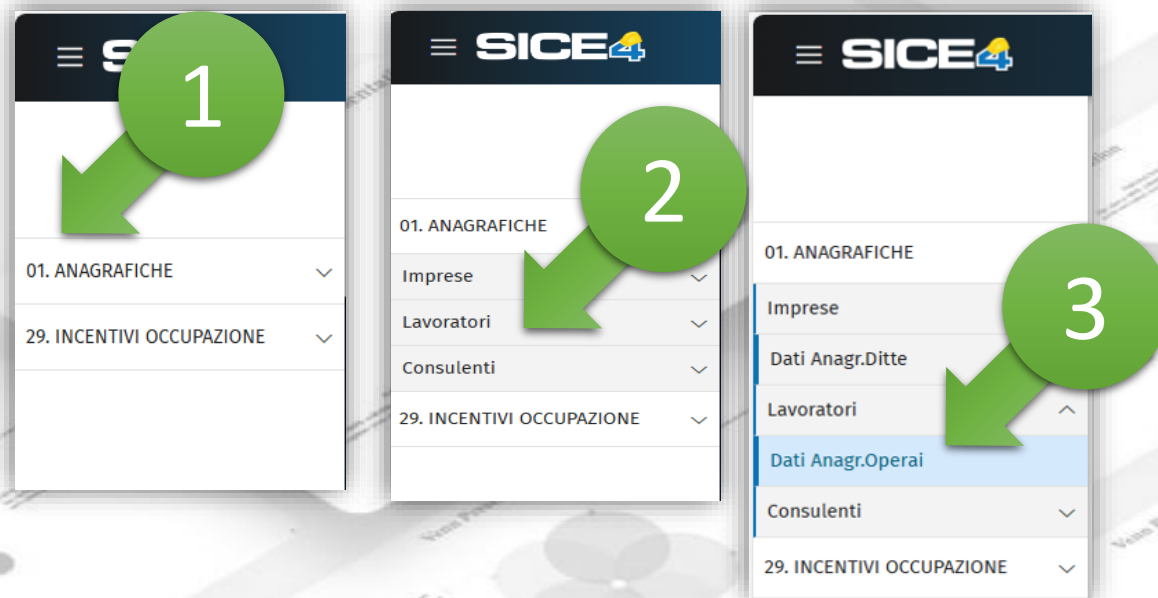 1
01. ANAGRAFICHE
29. INCENTIVI OCCUPAZIONE
SICE4
2
01. ANAGRAFICHE
Imprese
Lavoratori
Consulenti
29. INCENTIVI OCCUPAZIONE
SICE4
3
01. ANAGRAFICHE
Imprese
Dati Anagr.Ditte
Lavoratori
Dati Anagr.Operai
Consulenti
29. INCENTIVI OCCUPAZIONE